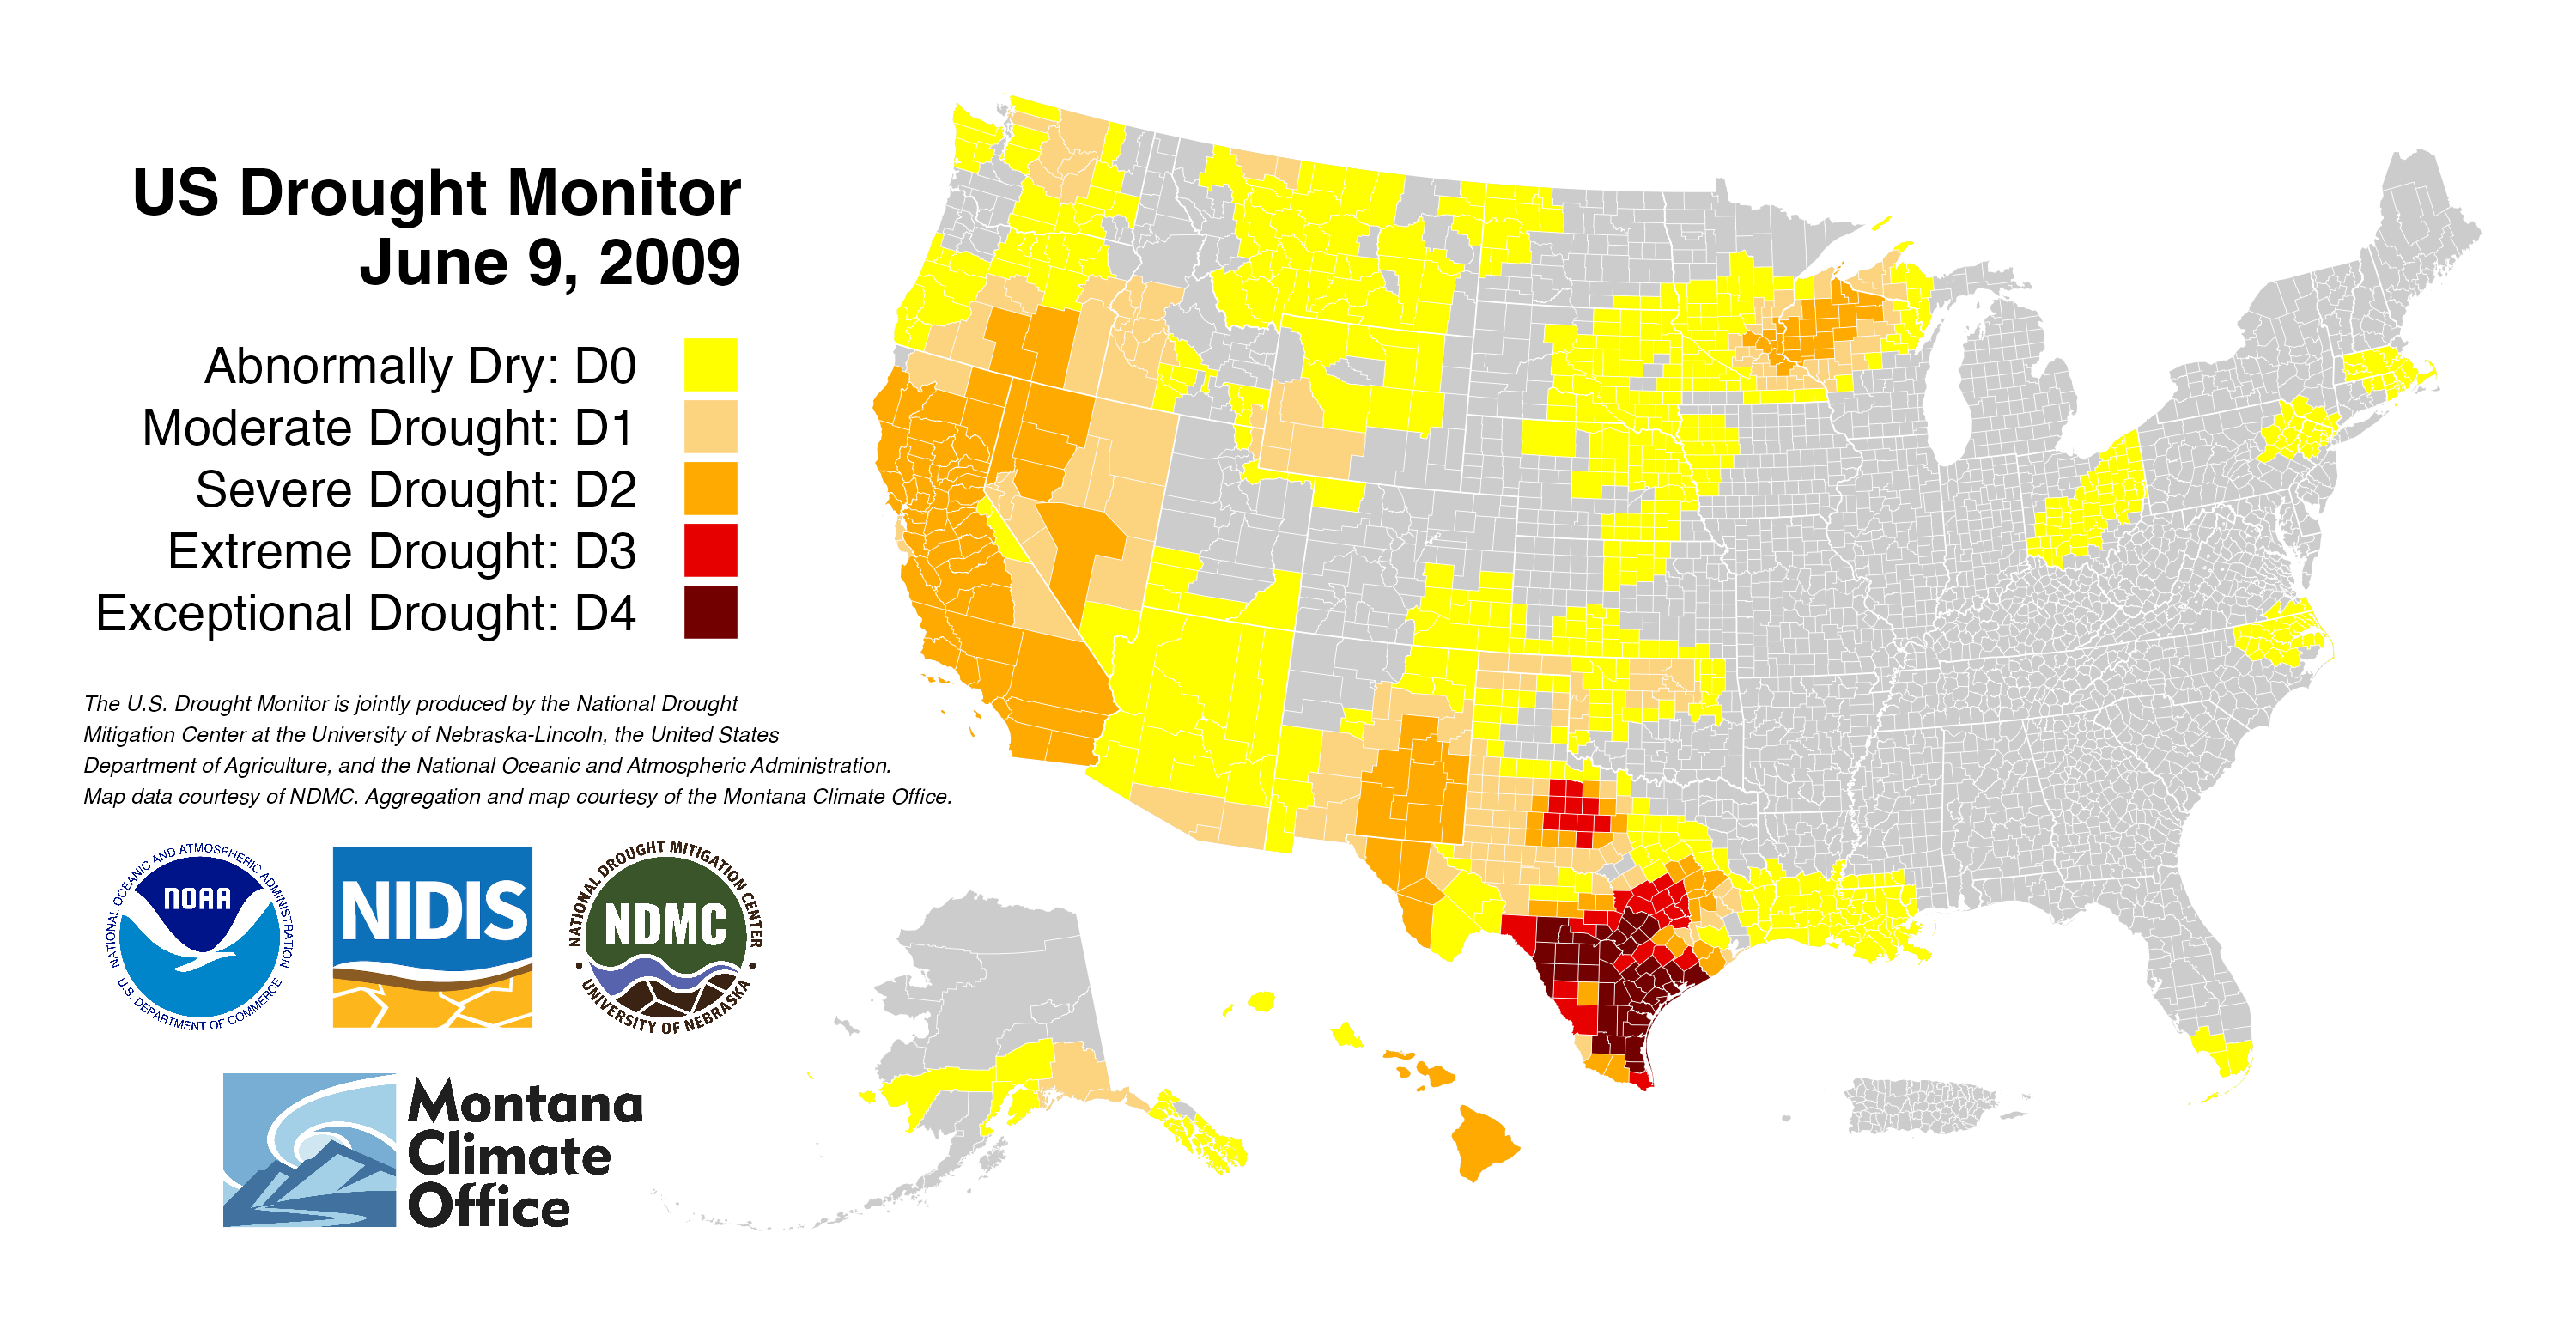 US Drought Monitor
June 9, 2009
Abnormally Dry: D0
Moderate Drought: D1
Severe Drought: D2
Extreme Drought: D3
Exceptional Drought: D4
The U.S. Drought Monitor is jointly produced by the National Drought
Mitigation Center at the University of Nebraska-Lincoln, the United States
Department of Agriculture, and the National Oceanic and Atmospheric Administration.
Map data courtesy of NDMC. Aggregation and map courtesy of the Montana Climate Office.
NATIONAL OCEANIC AND ATMOSPHERIC ADMINISTRATION
NOAA
U.S. DEPARTMENT OF COMMERCE
NIDIS
NATIONAL DROUGHT MITIGATION CENTER
NDMC
UNIVERSITY OF NEBRASKA
Montana
Climate
Office